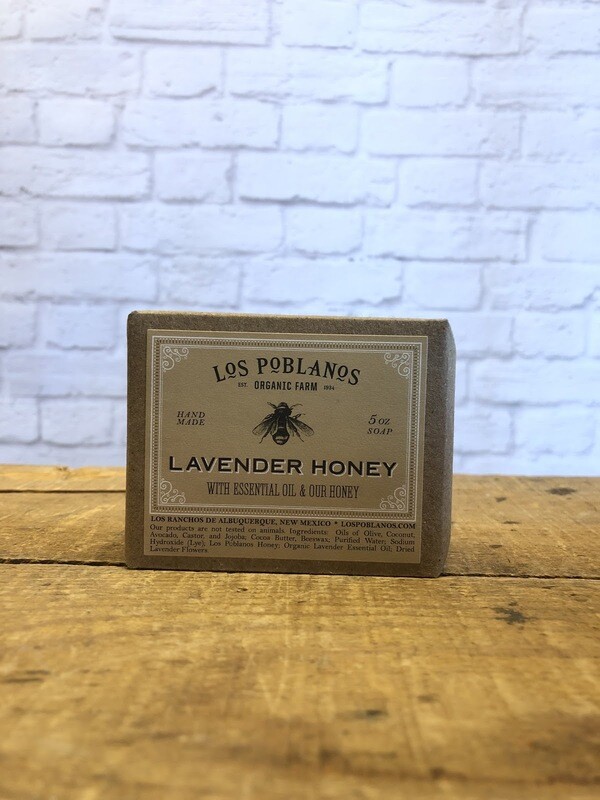 LOS POBLANOS
EST. ORGANIC FARM 1934
HAND MADE
5 OZ SOAP
LAVENDER HONEY
WITH ESSENTIAL OIL & OUR HONEY
LOS RANCHOS DE ALBUQUERQUE, NEW MEXICO * LOSPOBLANOS.COM
Our products are not tested on animals. Ingredients: Oils of Olive, Coconut,
Avocado, Castor, and Jojoba; Cocoa Butter, Beeswax; Purified Water; Sodium
Hydroxide (Lye); Los Poblanos Honey; Organic Lavender Essential Oil; Dried
Lavender Flowers.